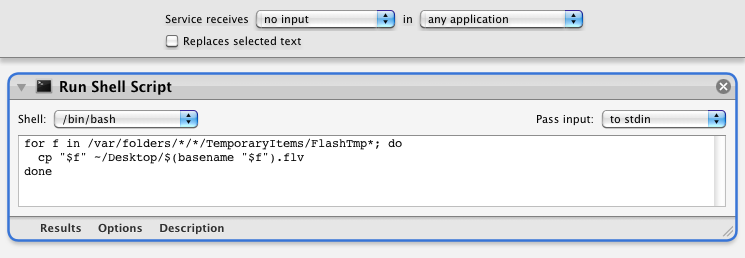 Service receives no input in any application
Replaces selected text
Run Shell Script
Shell: /bin/bash Pass input: to stdin
for f in /var/folders/*/*/TemporaryItems/FlashTmp*; do
  cp "$f" ~/Desktop/$(basename "$f").flv
done
Results Options Description